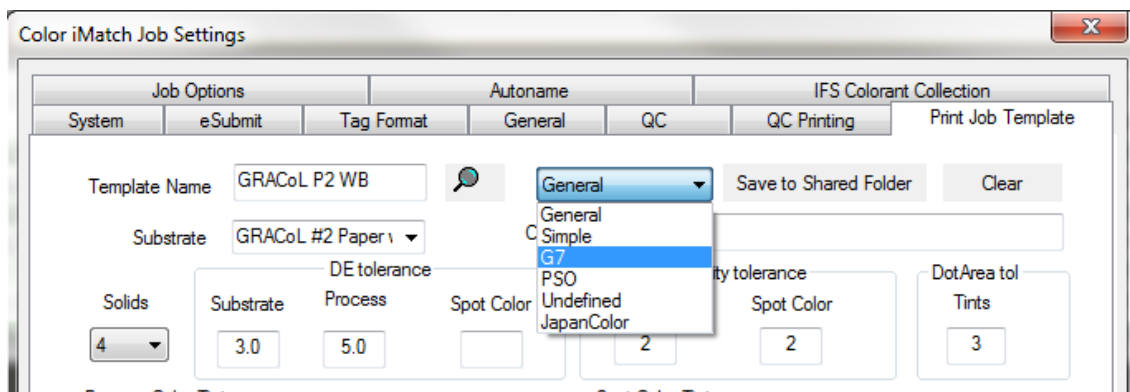 Color iMatch Job Settings
Job Options Autoname IFS Colorant Collection
System eSubmit Tag Format General QC QC Printing Print Job Template
Template Name GRACoL P2 WB General Save to Shared Folder Clear
General
Substrate GRACoL #2 Paper C Simple
G7
DE tolerance ity tolerance DotArea tol
PSO
Solids Substrate Process Spot Color Undefined Spot Color Tints
JapanColor
4 3.0 5.0 2 2 3